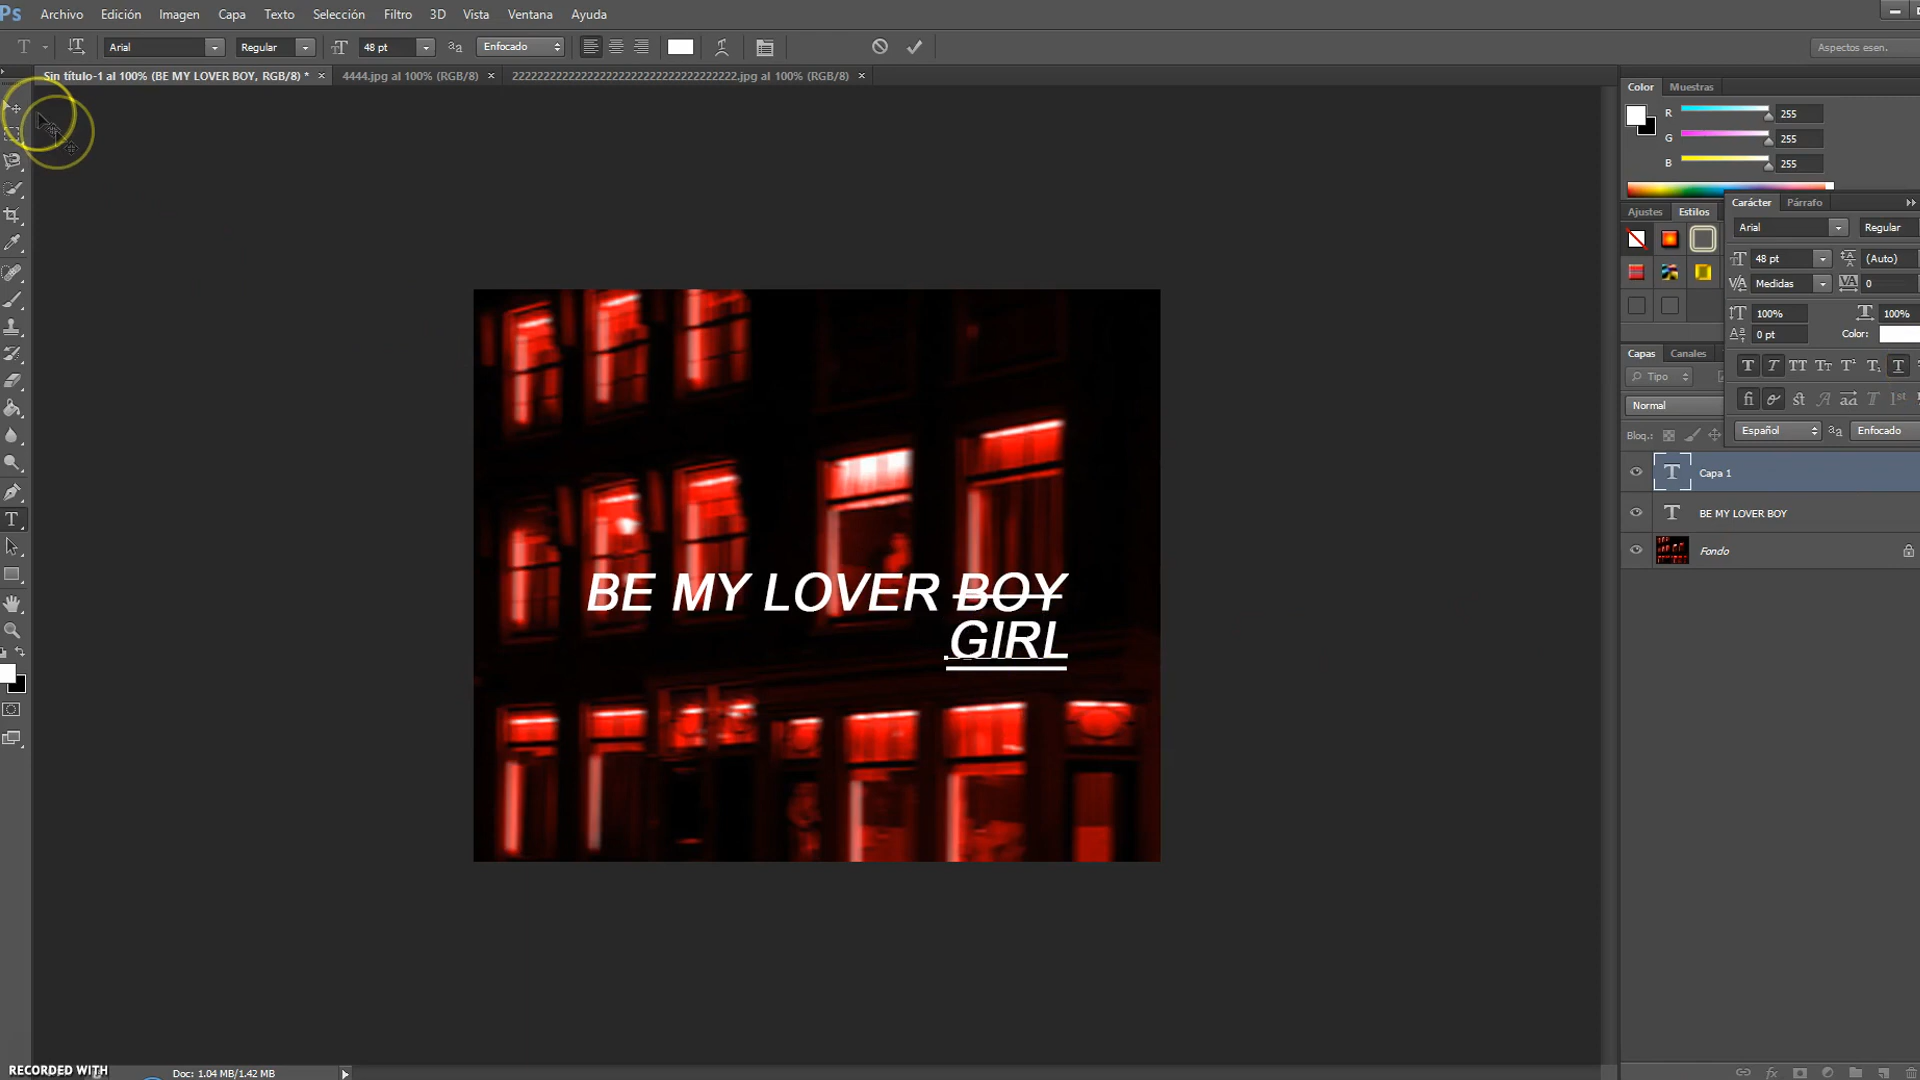 Ps Archivo Edición Imagen Capa Texto Selección Filtro 3D Vista Ventana Ayuda
T Arial Regular 48 pt aa Enfocado
Aspectos esen.
Sin título-1 al 100% (BE MY LOVER BOY, RGB/8) * × 4444.jpg al 100% (RGB/8) ×
.jpg al 100% (RGB/8) ×
Color Muestras
R 255
G 255
B 255
Ajustes Estilos
Carácter Párrafo
Arial Regular
48 pt (Auto)
Medidas 0
100% 100%
0 pt Color:
Español aa Enfocado
Capas Canales
Tipo
Normal
Bloq.:
T Capa 1
T BE MY LOVER BOY
Fondo
BE MY LOVER BOY
GIRL
RECORDED WITH
Doc: 1.04 MB/1.42 MB